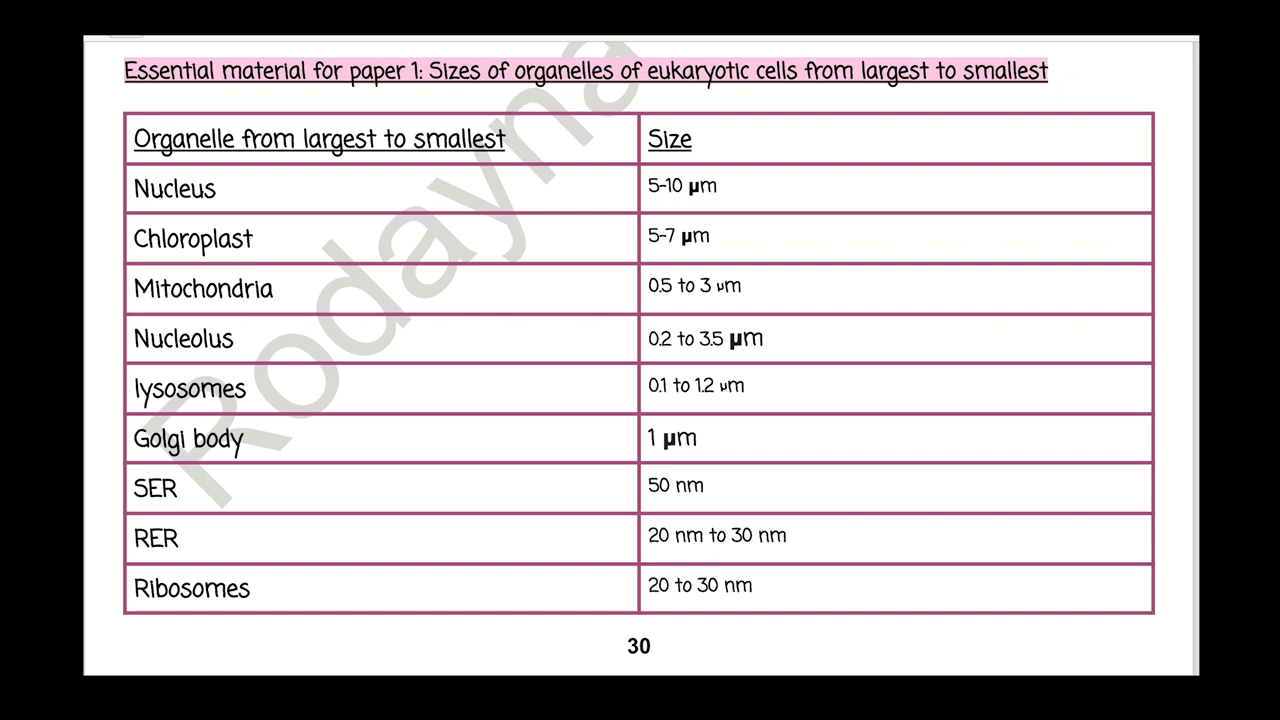 Essential material for paper 1: Sizes of organelles of eukaryotic cells from largest to smallest
Organelle from largest to smallest Size
Nucleus 5-10 µm
Chloroplast 5-7 µm
Mitochondria 0.5 to 3 µm
Nucleolus 0.2 to 3.5 µm
lysosomes 0.1 to 1.2 µm
Golgi body 1 µm
SER 50 nm
RER 20 nm to 30 nm
Ribosomes 20 to 30 nm
Rodayna
30